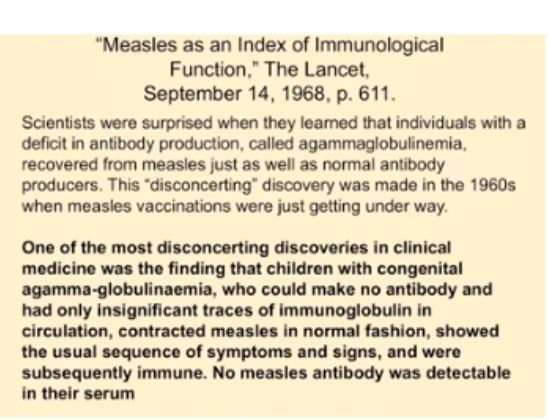 “Measles as an Index of Immunological
Function,” The Lancet,
September 14, 1968, p. 611.
Scientists were surprised when they learned that individuals with a
deficit in antibody production, called agammaglobulinemia,
recovered from measles just as well as normal antibody
producers. This “disconcerting” discovery was made in the 1960s
when measles vaccinations were just getting under way.
One of the most disconcerting discoveries in clinical
medicine was the finding that children with congenital
agamma-globulinaemia, who could make no antibody and
had only insignificant traces of immunoglobulin in
circulation, contracted measles in normal fashion, showed
the usual sequence of symptoms and signs, and were
subsequently immune. No measles antibody was detectable
in their serum